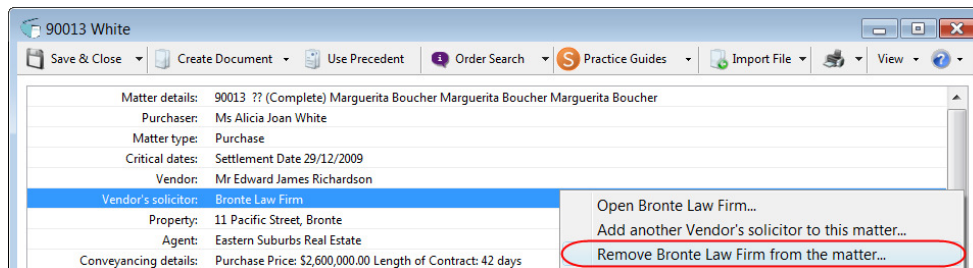 90013 White
Save & Close Create Document Use Precedent Order Search S Practice Guides Import File View ?
Matter details: 90013 ?? (Complete) Marguerita Boucher Marguerita Boucher Marguerita Boucher
Purchaser: Ms Alicia Joan White
Matter type: Purchase
Critical dates: Settlement Date 29/12/2009
Vendor: Mr Edward James Richardson
Vendor's solicitor: Bronte Law Firm
Open Bronte Law Firm...
Property: 11 Pacific Street, Bronte
Add another Vendor's solicitor to this matter...
Agent: Eastern Suburbs Real Estate
Remove Bronte Law Firm from the matter...
Conveyancing details: Purchase Price: $2,600,000.00 Length of Contract: 42 days